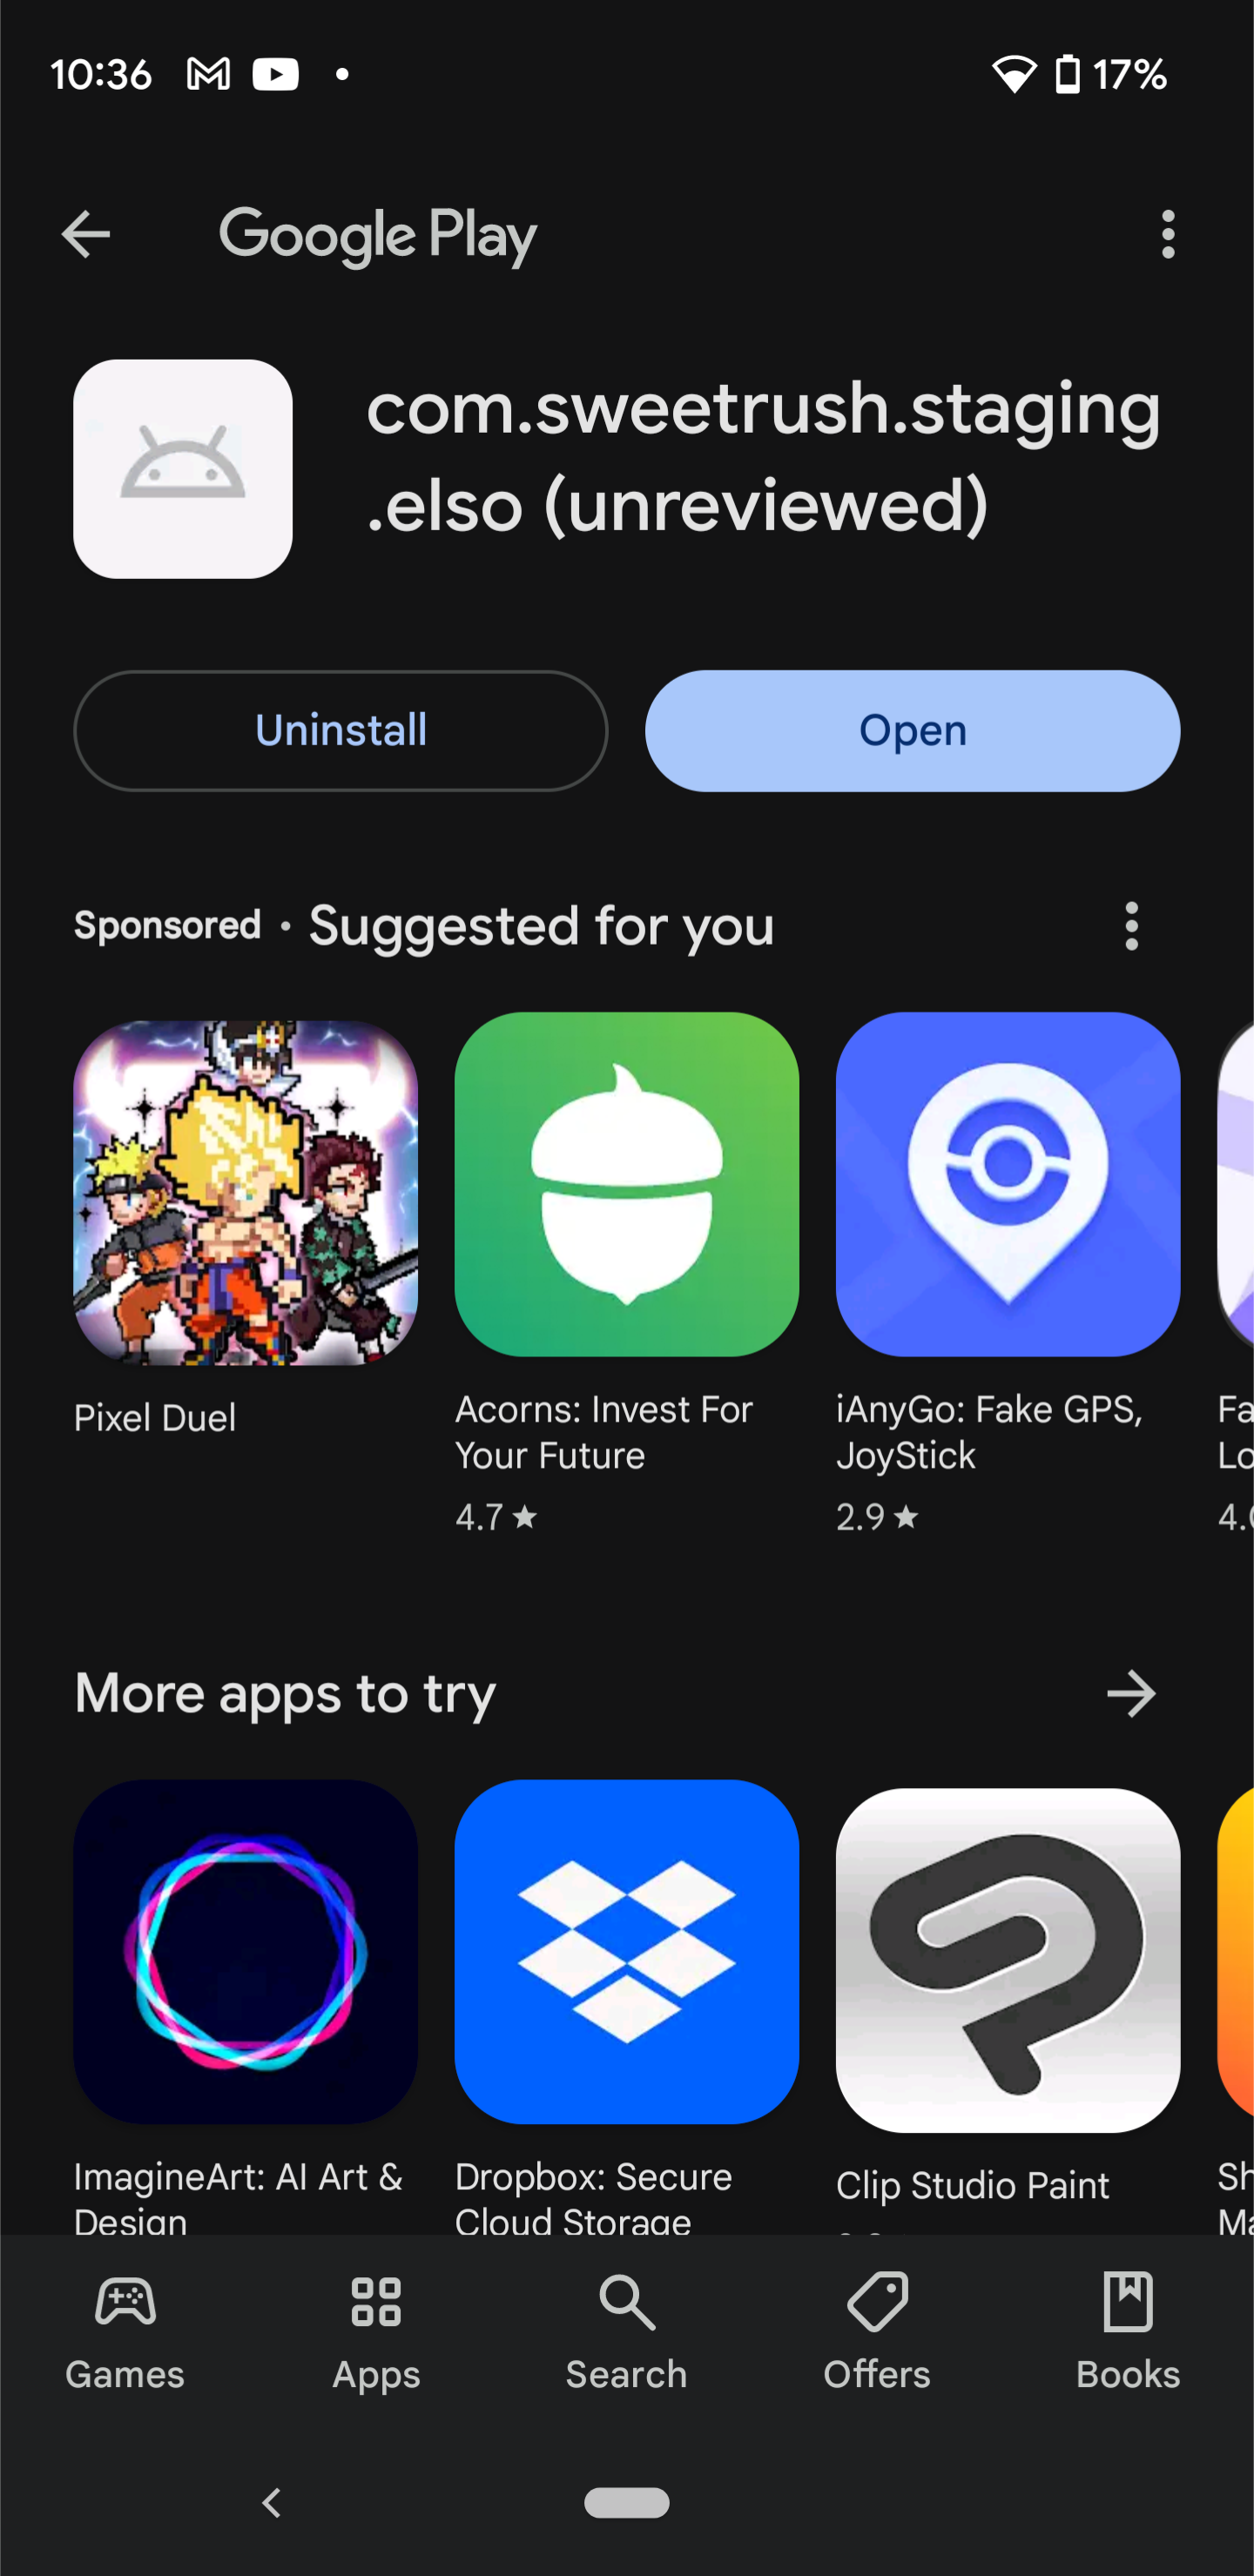 10:36 17%
Google Play
com.sweetrush.staging
.elso (unreviewed)
Uninstall Open
Sponsored • Suggested for you
Pixel Duel
Acorns: Invest For
Your Future
4.7 ★
iAnyGo: Fake GPS,
JoyStick
2.9 ★
Fa
Lo
4.
More apps to try
ImagineArt: AI Art &
Design
Dropbox: Secure
Cloud Storage
Clip Studio Paint
Sh
Ma
Games Apps Search Offers Books